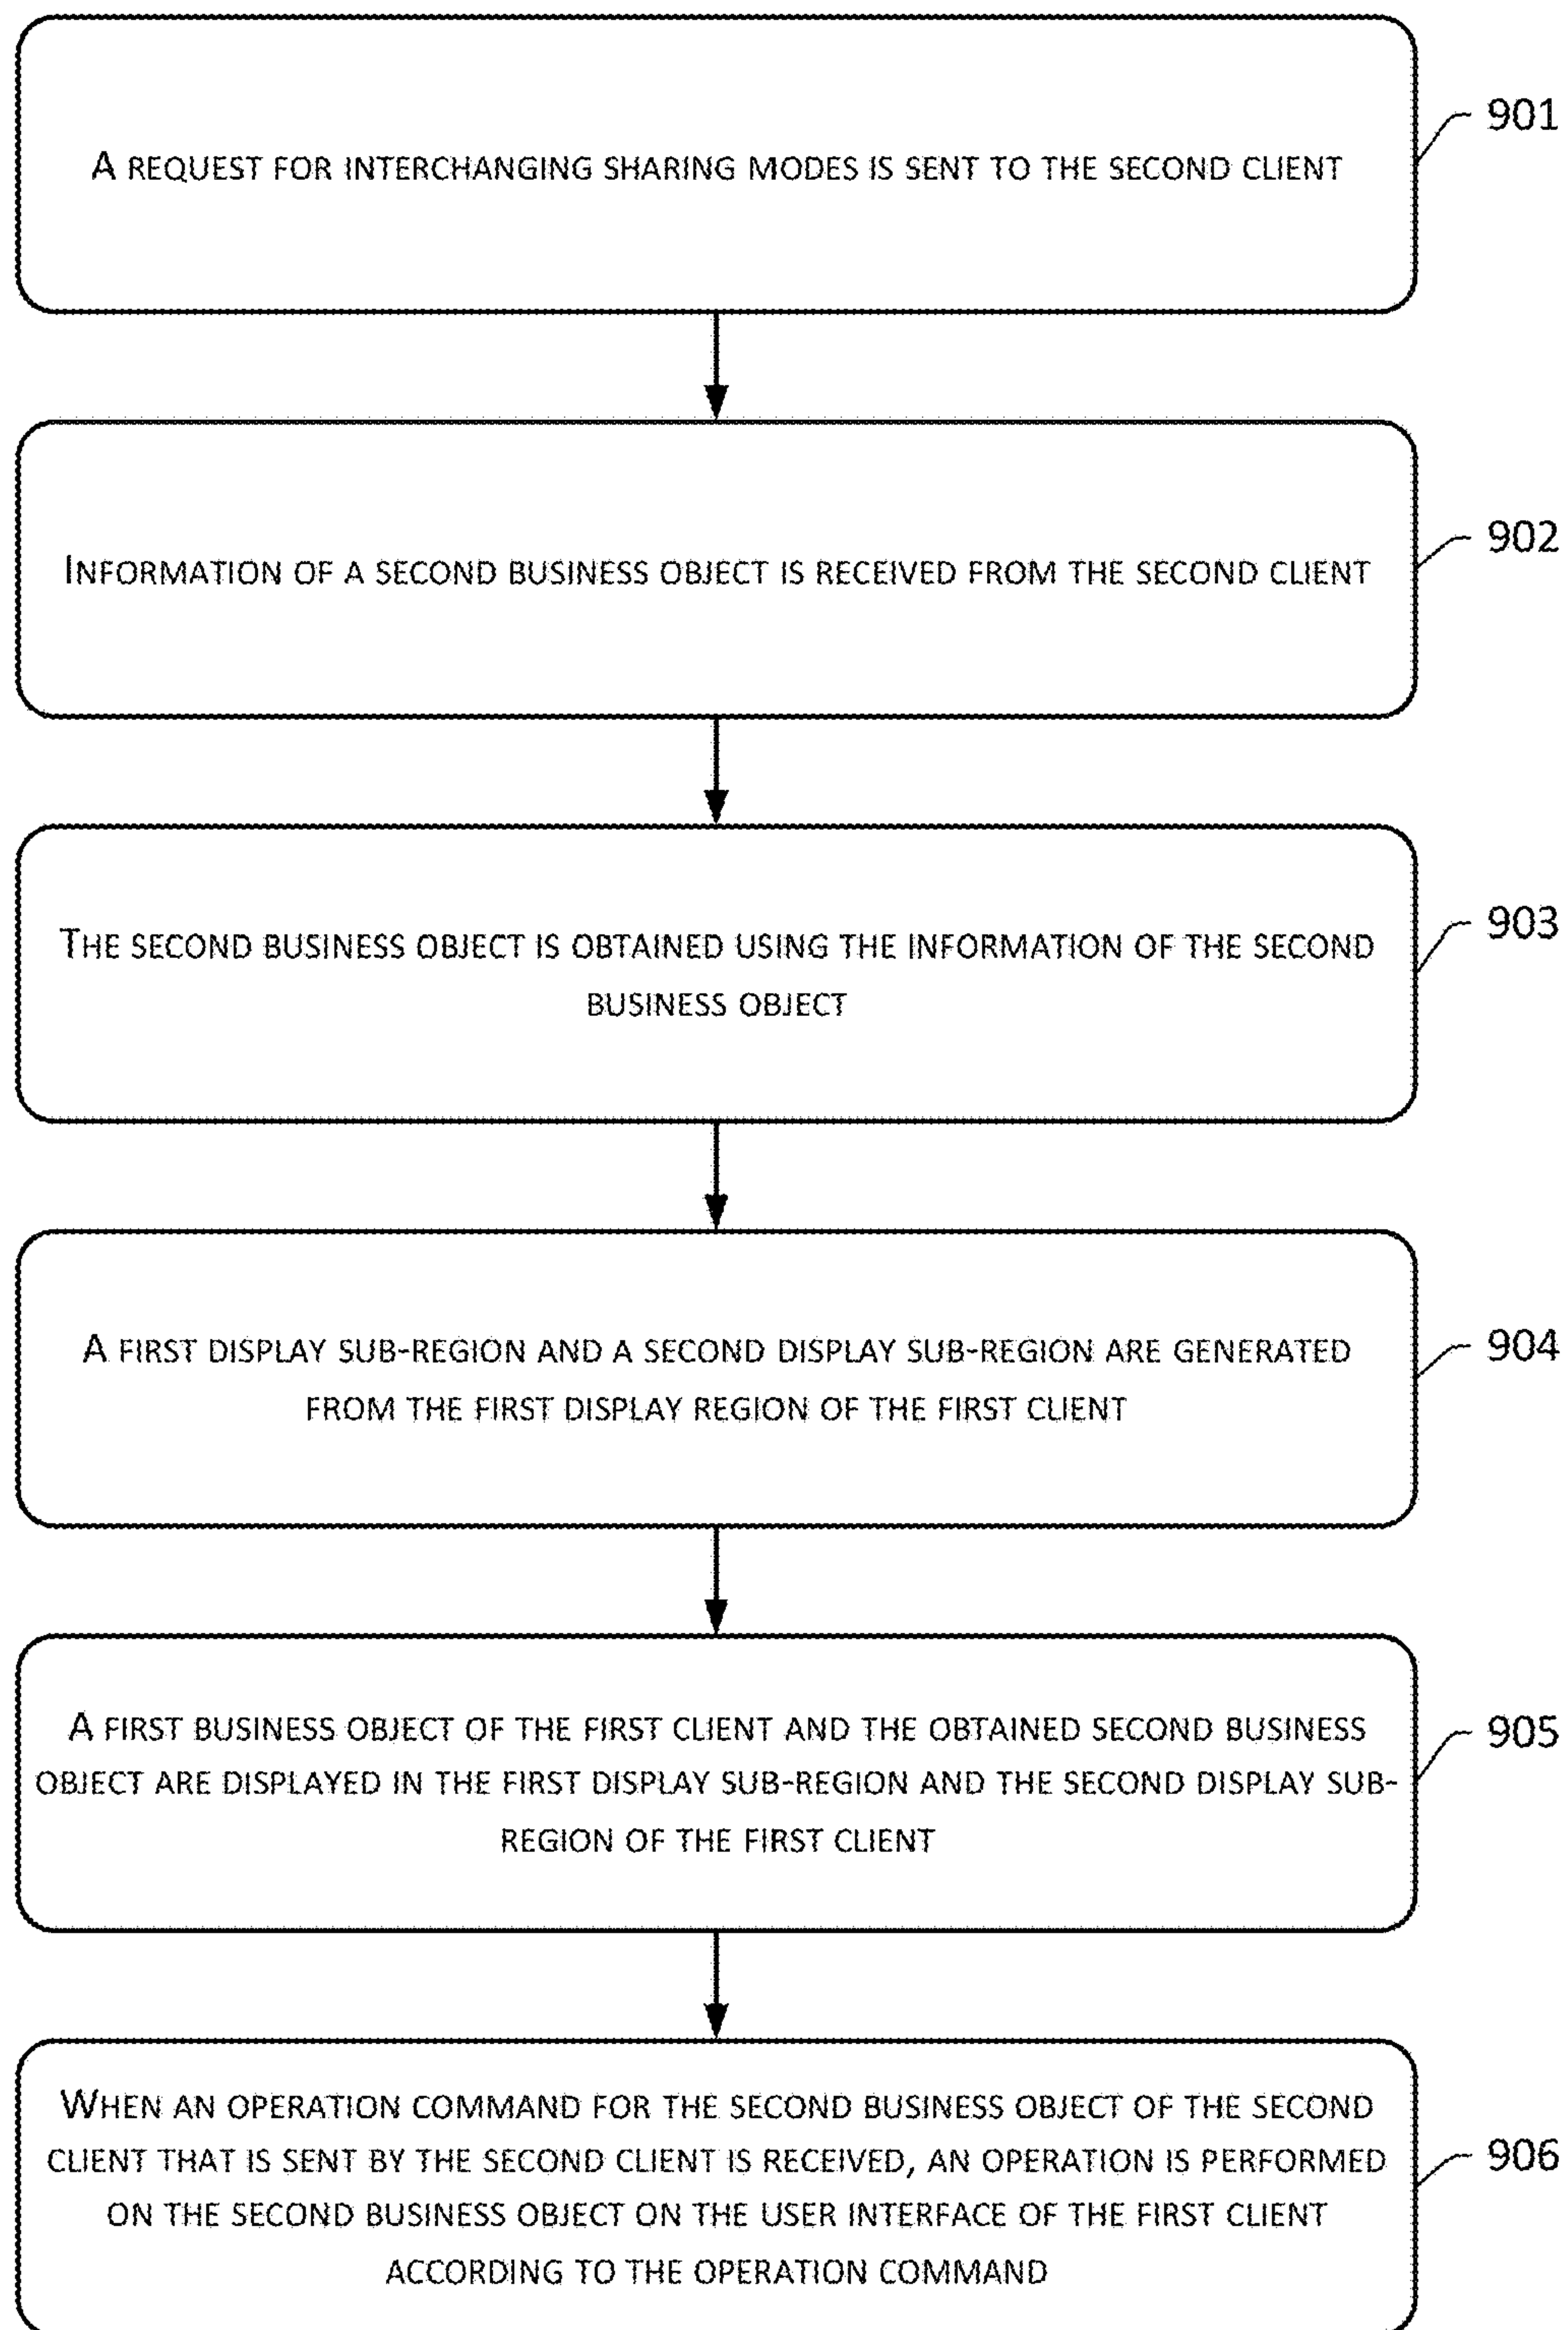 A REQUEST FOR INTERCHANGING SHARING MODES IS SENT TO THE SECOND CLIENT
901
INFORMATION OF A SECOND BUSINESS OBJECT IS RECEIVED FROM THE SECOND CLIENT
902
THE SECOND BUSINESS OBJECT IS OBTAINED USING THE INFORMATION OF THE SECOND
BUSINESS OBJECT
903
A FIRST DISPLAY SUB-REGION AND A SECOND DISPLAY SUB-REGION ARE GENERATED
FROM THE FIRST DISPLAY REGION OF THE FIRST CLIENT
904
A FIRST BUSINESS OBJECT OF THE FIRST CLIENT AND THE OBTAINED SECOND BUSINESS
OBJECT ARE DISPLAYED IN THE FIRST DISPLAY SUB-REGION AND THE SECOND DISPLAY SUB-
REGION OF THE FIRST CLIENT
905
WHEN AN OPERATION COMMAND FOR THE SECOND BUSINESS OBJECT OF THE SECOND
CLIENT THAT IS SENT BY THE SECOND CLIENT IS RECEIVED, AN OPERATION IS PERFORMED
ON THE SECOND BUSINESS OBJECT ON THE USER INTERFACE OF THE FIRST CLIENT
ACCORDING TO THE OPERATION COMMAND
906